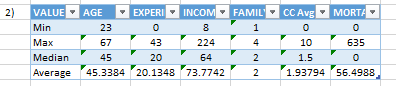 2) VALUE AGE EXPERI INCOM FAMILY CC Avg MORTA
Min 23 0 8 1 0 0
Max 67 43 224 4 10 635
Median 45 20 64 2 1.5 0
Average 45.3384 20.1348 73.7742 2 1.93794 56.4988